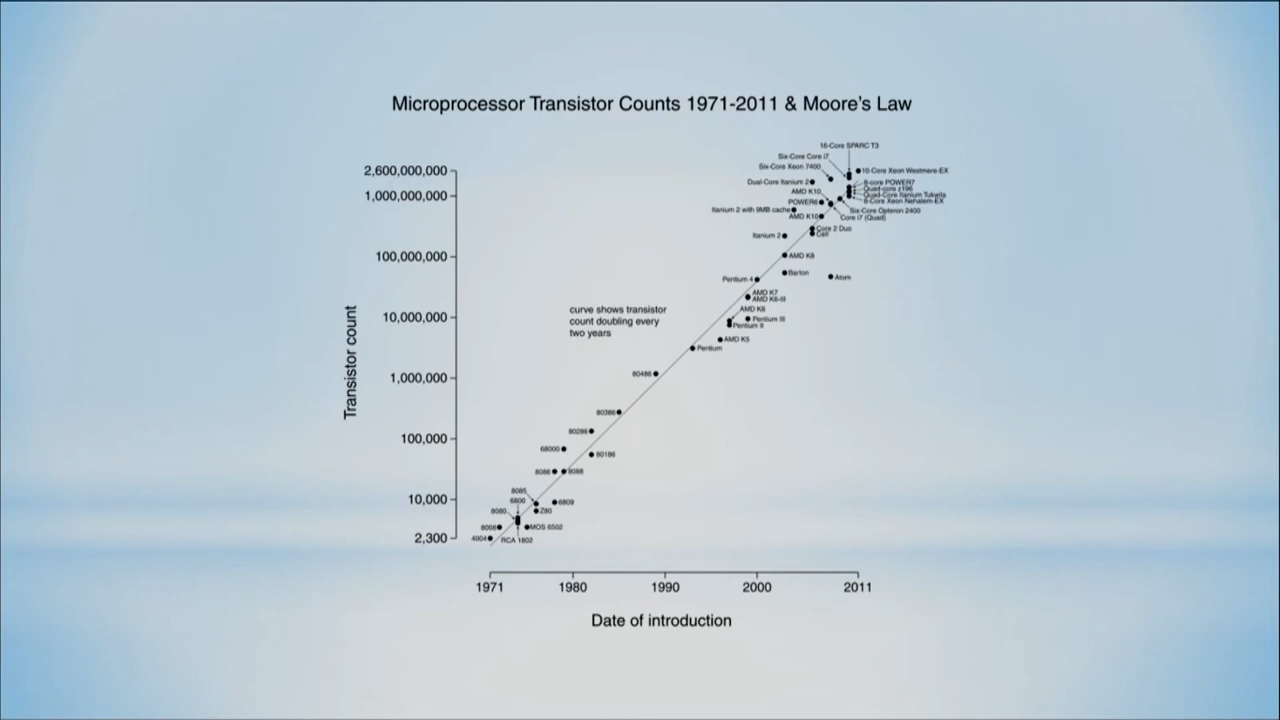 Microprocessor Transistor Counts 1971-2011 & Moore's Law
16-Core SPARC T3
Six-Core Core i7
Six-Core Xeon 7400
10-Core Xeon Westmere-EX
2,600,000,000
Dual-Core Itanium 2
8-core POWER7
Quad-core z196
AMD K10
Quad-Core Itanium Tukwila
1,000,000,000
8-Core Xeon Nehalem-EX
POWER6
Itanium 2 with 9MB cache
Six-Core Opteron 2400
AMD K10
Core i7 (Quad)
Core 2 Duo
Cell
Itanium 2
100,000,000
AMD K8
Barton
Atom
Pentium 4
AMD K7
AMD K6-III
AMD K6
curve shows transistor
count doubling every
two years
10,000,000
Pentium III
Pentium II
AMD K5
Pentium
Transistor count
1,000,000
80486
80386
80286
100,000
68000
80186
8086
8088
8085
10,000
6800
6809
8080
Z80
8008
MOS 6502
2,300
4004
RCA 1802
1971
1980
1990
2000
2011
Date of introduction